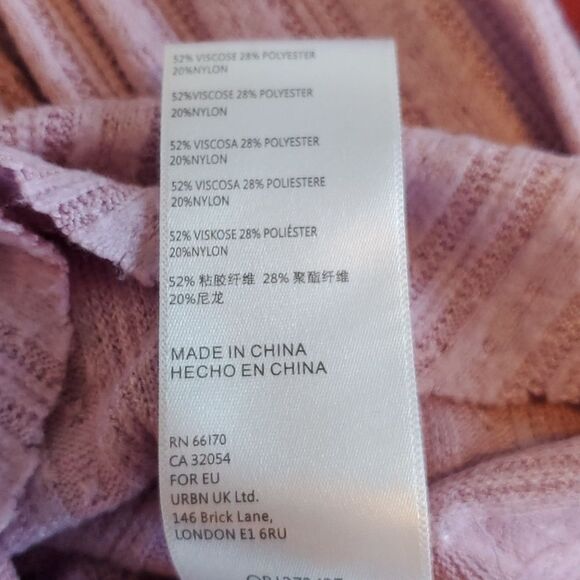 52% VISCOSE 28% POLYESTER
20%NYLON
52%VISCOSE 28% POLYESTER
20%NYLON
52% VISCOSA 28% POLYESTER
20%NYLON
52% VISCOSA 28% POLIESTERE
20%NYLON
52% VISKOSE 28% POLIÉSTER
20%NYLON
52% 粘胶纤维 28% 聚酯纤维
20%尼龙
MADE IN CHINA
HECHO EN CHINA
RN 66170
CA 32054
FOR EU
URBN UK Ltd.
146 Brick Lane,
LONDON E1 6RU